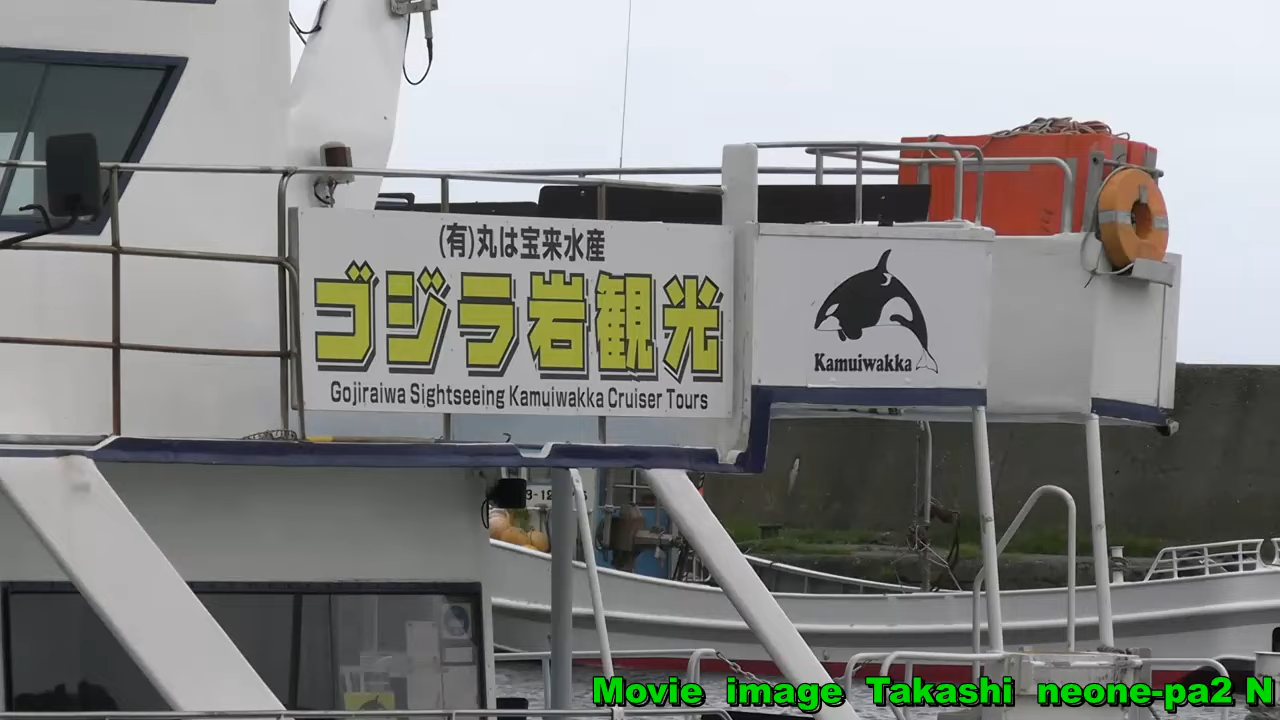 (有)丸は宝来水産
ゴジラ岩観光
Gojiraiwa Sightseeing Kamuiwakka Cruiser Tours
Kamuiwakka
Movie image Takashi neone-pa2 N